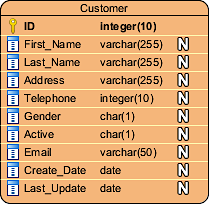 Customer
ID integer(10)
First_Name varchar(255) N
Last_Name varchar(255) N
Address varchar(255) N
Telephone integer(10) N
Gender char(1) N
Active char(1) N
Email varchar(50) N
Create_Date date N
Last_Update date N